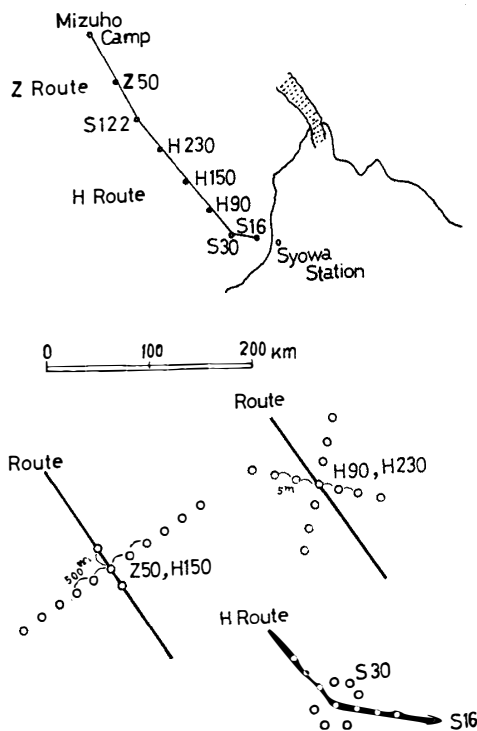 Mizuho
Camp
Z Route
Z50
S122
H230
H150
H Route
H90
S16
S30
Syowa
Station
0 100 200 KM
Route
H90, H230
5m
Route
500m
Z50, H150
H Route
S30
S16